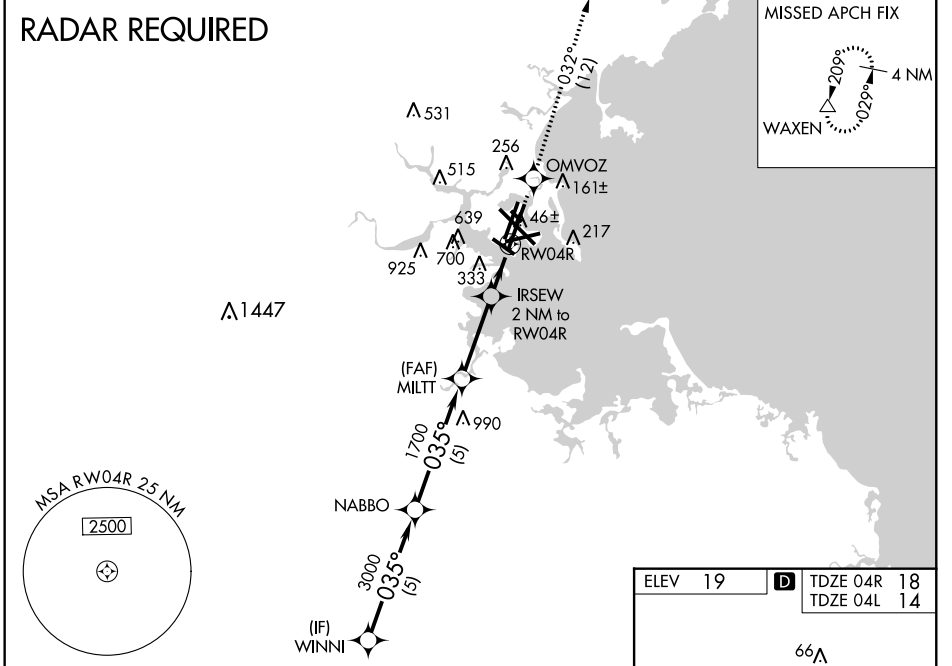 RADAR REQUIRED
MISSED APCH FIX
209°
4 NM
029°
WAXEN
032°
(12)
531
256
515
OMVOZ
161±
639
46±
217
700
925
333
RW04R
IRSEW
2 NM to
RW04R
1447
(FAF)
MILTT
990
1700
035°
(5)
MSA RW04R 25 NM
2500
NABBO
3000
035°
(5)
(IF)
WINNI
ELEV 19 D TDZE 04R 18
TDZE 04L 14
66